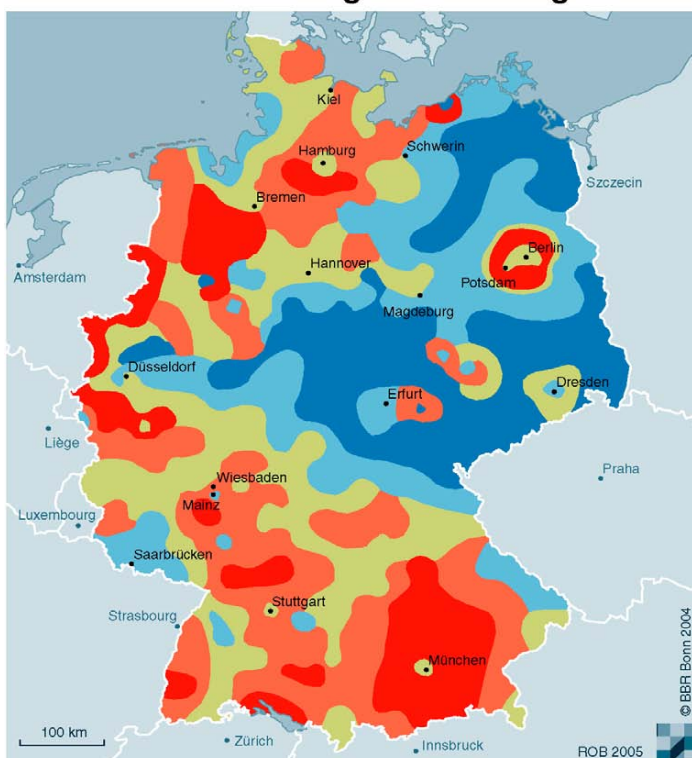 Kiel
Hamburg
Schwerin
Szczecin
Bremen
Amsterdam
Hannover
Berlin
Potsdam
Magdeburg
Düsseldorf
Erfurt
Dresden
Liège
Wiesbaden
Mainz
Praha
Luxembourg
Saarbrücken
Strasbourg
Stuttgart
München
© BBR Bonn 2004
100 km
Zürich
Innsbruck
ROB 2005